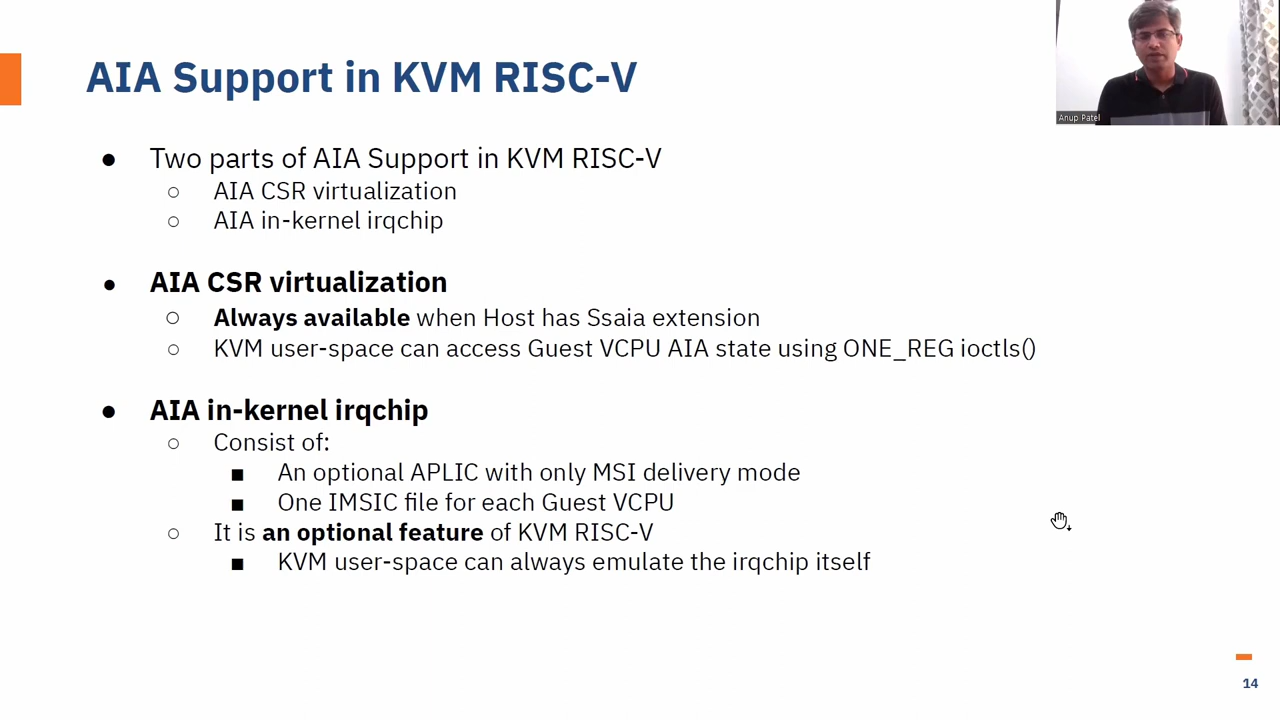 AIA Support in KVM RISC-V
Anup Patel
● Two parts of AIA Support in KVM RISC-V
○ AIA CSR virtualization
○ AIA in-kernel irqchip
● AIA CSR virtualization
○ Always available when Host has Ssaia extension
○ KVM user-space can access Guest VCPU AIA state using ONE_REG ioctls()
● AIA in-kernel irqchip
○ Consist of:
■ An optional APLIC with only MSI delivery mode
■ One IMSIC file for each Guest VCPU
○ It is an optional feature of KVM RISC-V
■ KVM user-space can always emulate the irqchip itself
14